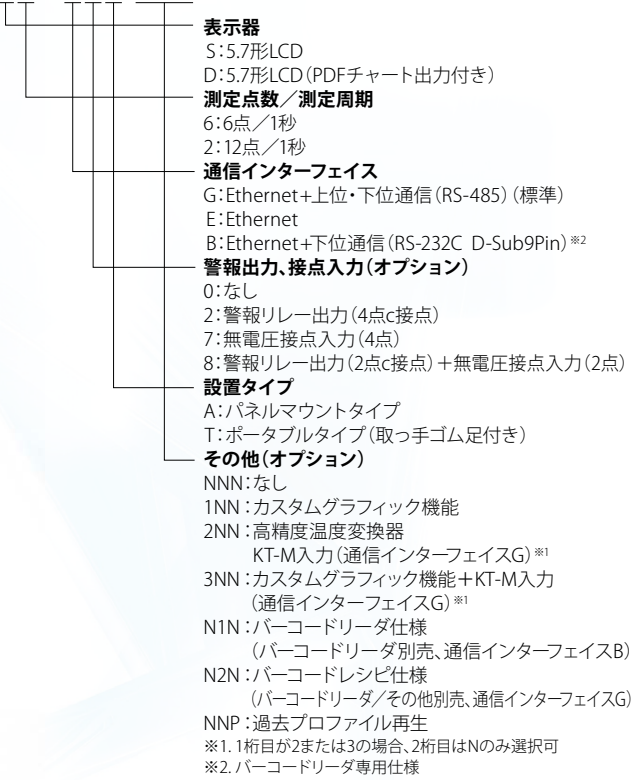 表示器
S：5.7形LCD
D：5.7形LCD（PDFチャート出力付き）
測定点数／測定周期
6：6点／1秒
2：12点／1秒
通信インターフェイス
G：Ethernet+上位・下位通信（RS-485）（標準）
E：Ethernet
B：Ethernet+下位通信（RS-232C D-Sub9Pin）※2
警報出力、接点入力（オプション）
0：なし
2：警報リレー出力（4点c接点）
7：無電圧接点入力（4点）
8：警報リレー出力（2点c接点）＋無電圧接点入力（2点）
設置タイプ
A：パネルマウントタイプ
T：ポータブルタイプ（取っ手ゴム足付き）
その他（オプション）
NNN：なし
1NN：カスタムグラフィック機能
2NN：高精度温度変換器
KT-M入力（通信インターフェイスG）※1
3NN：カスタムグラフィック機能＋KT-M入力
（通信インターフェイスG）※1
N1N：バーコードリーダ仕様
（バーコードリーダ別売、通信インターフェイスB）
N2N：バーコードレシピ仕様
（バーコードリーダ／その他別売、通信インターフェイスG）
NNP：過去プロファイル再生
※1. 1桁目が2または3の場合、2桁目はNのみ選択可
※2. バーコードリーダ専用仕様